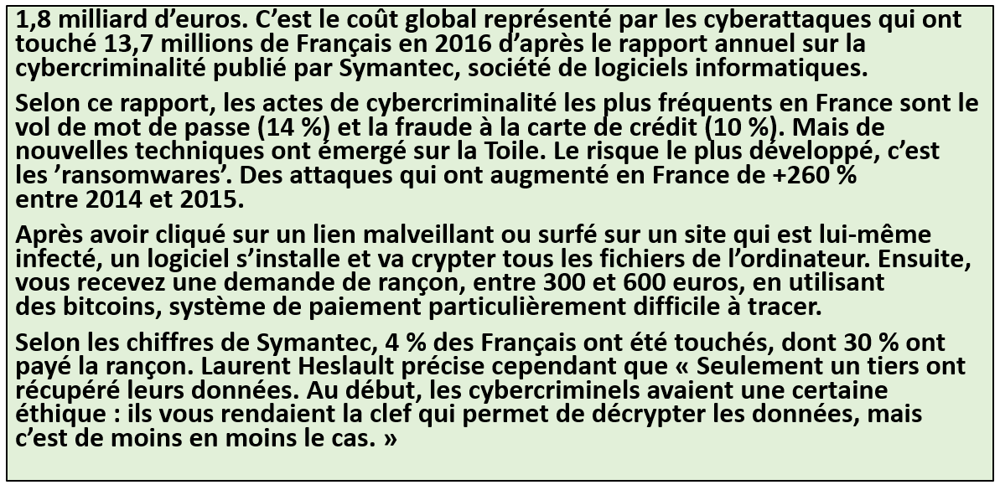 1,8 milliard d’euros. C’est le coût global représenté par les cyberattaques qui ont
touché 13,7 millions de Français en 2016 d’après le rapport annuel sur la
cybercriminalité publié par Symantec, société de logiciels informatiques.
Selon ce rapport, les actes de cybercriminalité les plus fréquents en France sont le
vol de mot de passe (14 %) et la fraude à la carte de crédit (10 %). Mais de
nouvelles techniques ont émergé sur la Toile. Le risque le plus développé, c’est
les ’ransomwares’. Des attaques qui ont augmenté en France de +260 %
entre 2014 et 2015.
Après avoir cliqué sur un lien malveillant ou surfé sur un site qui est lui-même
infecté, un logiciel s’installe et va crypter tous les fichiers de l’ordinateur. Ensuite,
vous recevez une demande de rançon, entre 300 et 600 euros, en utilisant
des bitcoins, système de paiement particulièrement difficile à tracer.
Selon les chiffres de Symantec, 4 % des Français ont été touchés, dont 30 % ont
payé la rançon. Laurent Heslault précise cependant que « Seulement un tiers ont
récupéré leurs données. Au début, les cybercriminels avaient une certaine
éthique : ils vous rendaient la clef qui permet de décrypter les données, mais
c’est de moins en moins le cas. »